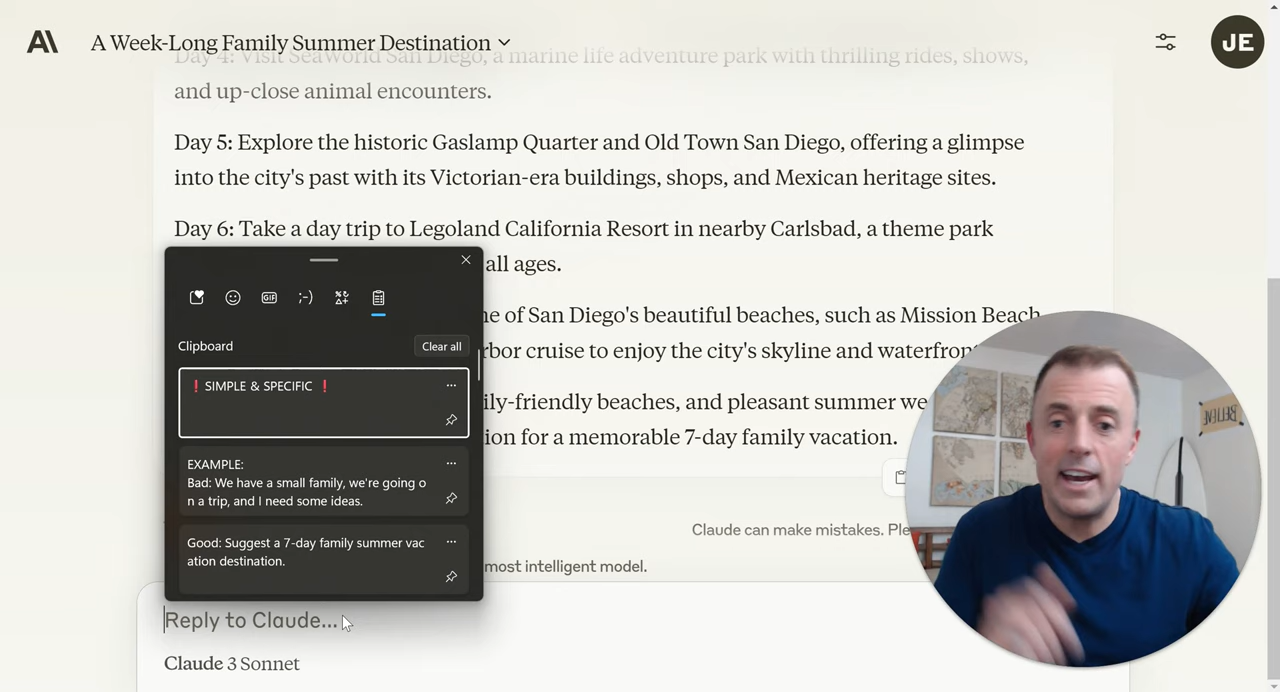 A\
A Week-Long Family Summer Destination
JE
Day 4: Visit SeaWorld San Diego, a marine life adventure park with thrilling rides, shows,
and up-close animal encounters.
Day 5: Explore the historic Gaslamp Quarter and Old Town San Diego, offering a glimpse
into the city's past with its Victorian-era buildings, shops, and Mexican heritage sites.
Day 6: Take a day trip to Legoland California Resort in nearby Carlsbad, a theme park
all ages.
ne of San Diego's beautiful beaches, such as Mission Beach
rbor cruise to enjoy the city's skyline and waterfront
ily-friendly beaches, and pleasant summer we
ion for a memorable 7-day family vacation.
GIF
;-)
Clipboard
Clear all
❗SIMPLE & SPECIFIC ❗
EXAMPLE:
Bad: We have a small family, we're going o
n a trip, and I need some ideas.
Good: Suggest a 7-day family summer vac
ation destination.
Claude can make mistakes. Ple
most intelligent model.
Reply to Claude...
Claude 3 Sonnet
BELIEVE